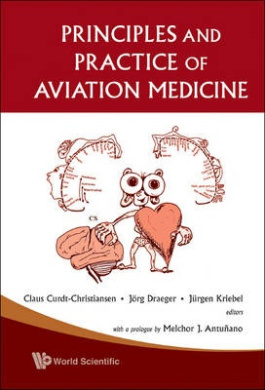 PRINCIPLES AND
PRACTICE OF
AVIATION MEDICINE
CS
Claus Curdt-Christiansen • Jörg Draeger • Jürgen Kriebel
editors
with a prologue by Melchor J. Antuñano
World Scientific